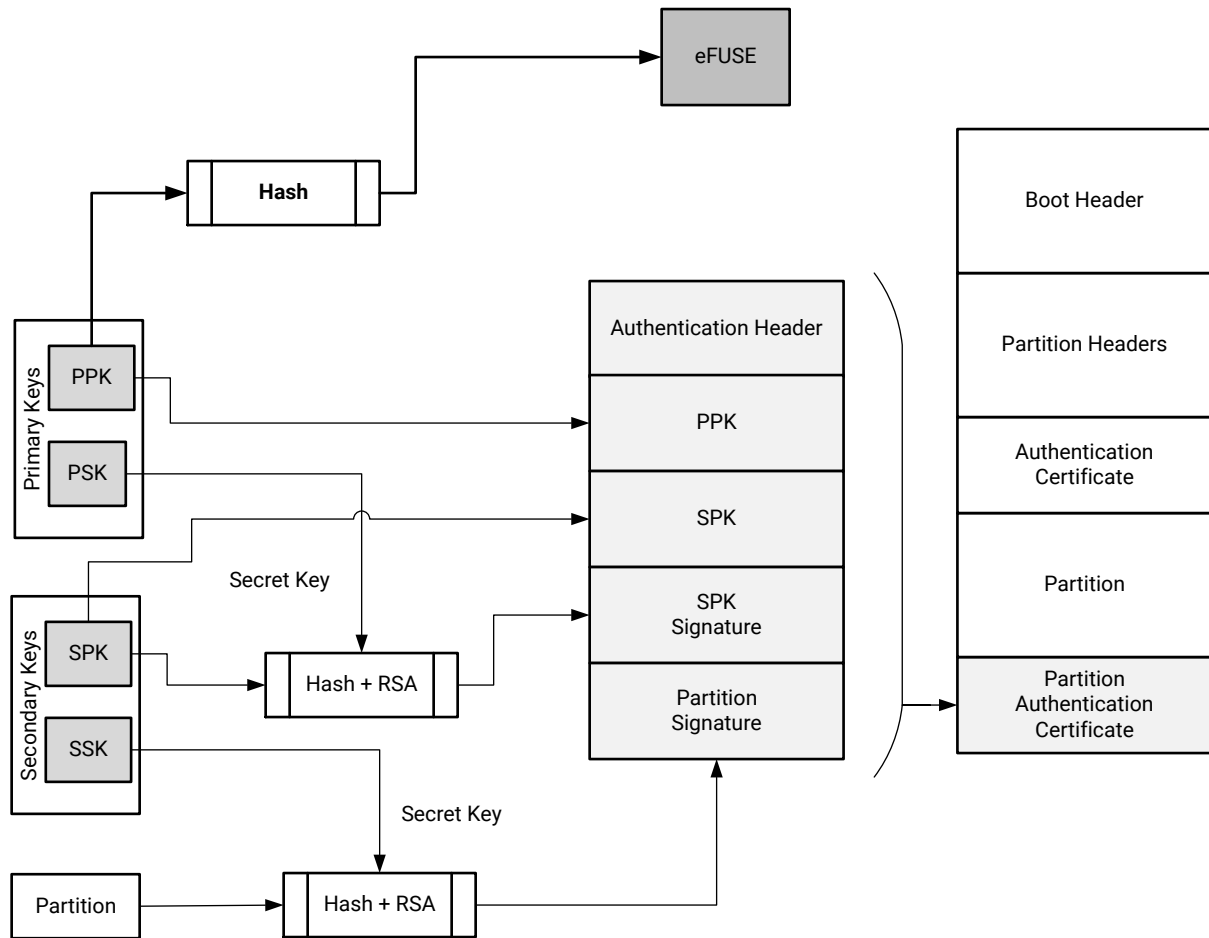 eFUSE
Hash
Boot Header
Authentication Header
Partition Headers
Primary Keys
PPK
PPK
PSK
Authentication
Certificate
SPK
Secret Key
Partition
Secondary Keys
SPK
SPK
Signature
Hash + RSA
Partition
Signature
Partition
Authentication
Certificate
SSK
Secret Key
Partition
Hash + RSA